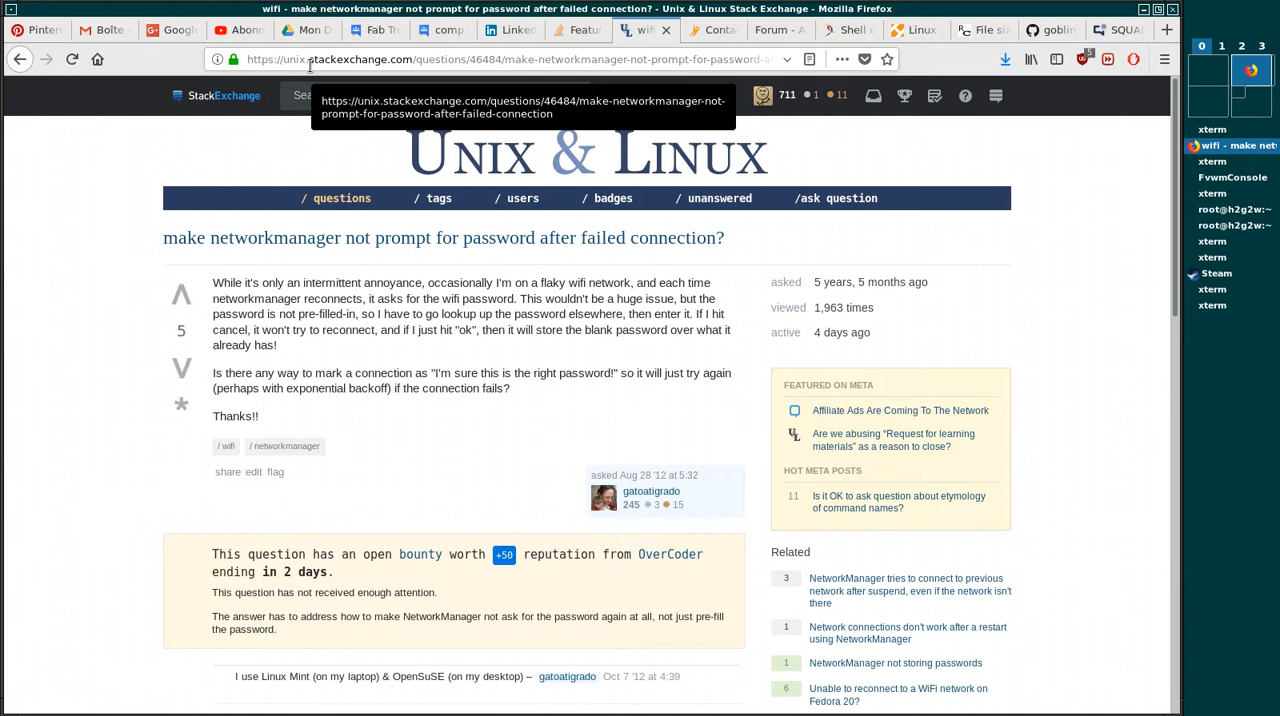 wifi - make networkmanager not prompt for password after failed connection? - Unix & Linux Stack Exchange - Mozilla Firefox
Pinter Boîte Googl Abonn Mon D Fab Tr comp. Linked Featur wifi Conta Forum - A Shell e Linux File siz goblin SQUAD
https://unix.stackexchange.com/questions/46484/make-networkmanager-not-prompt-for-password-a
StackExchange Sea 711 1 11
https://unix.stackexchange.com/questions/46484/make-networkmanager-not-
prompt-for-password-after-failed-connection
UNIX & LINUX
/ questions / tags / users / badges / unanswered /ask question
make networkmanager not prompt for password after failed connection?
While it's only an intermittent annoyance, occasionally I'm on a flaky wifi network, and each time
networkmanager reconnects, it asks for the wifi password. This wouldn't be a huge issue, but the
password is not pre-filled-in, so I have to go lookup up the password elsewhere, then enter it. If I hit
cancel, it won't try to reconnect, and if I just hit "ok", then it will store the blank password over what it
already has!
5
Is there any way to mark a connection as "I'm sure this is the right password!" so it will just try again
(perhaps with exponential backoff) if the connection fails?
Thanks!!
/ wifi / networkmanager
share edit flag
asked Aug 28 '12 at 5:32
gatoatigrado
245 3 15
This question has an open bounty worth +50 reputation from OverCoder
ending in 2 days.
This question has not received enough attention.
The answer has to address how to make NetworkManager not ask for the password again at all, not just pre-fill
the password.
I use Linux Mint (on my laptop) & OpenSuSE (on my desktop) – gatoatigrado Oct 7 '12 at 4:39
asked 5 years, 5 months ago
viewed 1,963 times
active 4 days ago
FEATURED ON META
Affiliate Ads Are Coming To The Network
Are we abusing “Request for learning
materials” as a reason to close?
HOT META POSTS
11 Is it OK to ask question about etymology
of command names?
Related
3 NetworkManager tries to connect to previous
network after suspend, even if the network isn't
there
1 Network connections don't work after a restart
using NetworkManager
1 NetworkManager not storing passwords
6 Unable to reconnect to a WiFi network on
Fedora 20?
0 1 2 3
xterm
wifi - make net
xterm
FvwmConsole
xterm
root@h2g2w:~
root@h2g2w:~
xterm
xterm
Steam
xterm
xterm